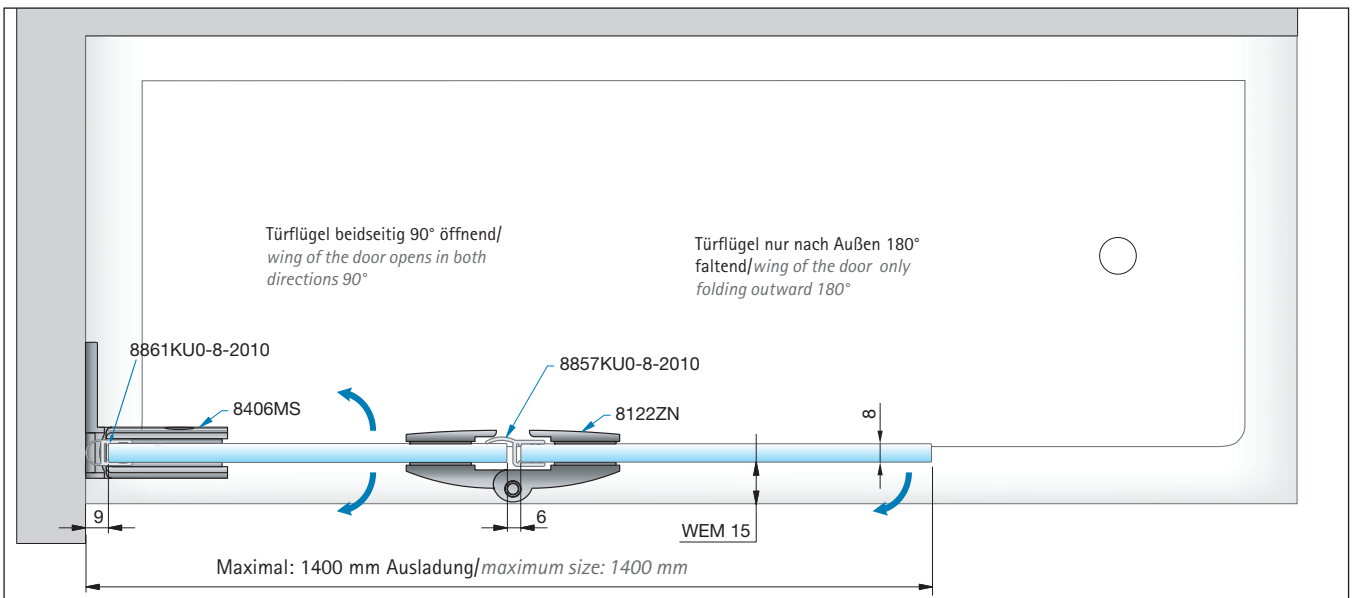 Türflügel beidseitig 90° öffnend/
wing of the door opens in both
directions 90°
Türflügel nur nach Außen 180°
faltend/wing of the door only
folding outward 180°
8861KU0-8-2010
8857KU0-8-2010
8406MS
8122ZN
8
9
6
WEM 15
Maximal: 1400 mm Ausladung/maximum size: 1400 mm